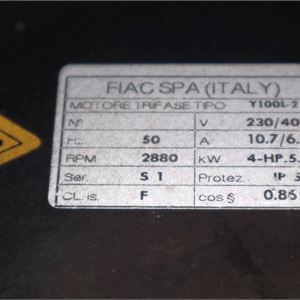 FIAC SPA (ITALY)
MOTORE TRIFASE TIPO Y100L-2
N° V 230/40
Hz 50 A 10.7/6.
RPM 2880 kW 4-HP.5.
Ser. S 1 Protez. IP 5
CL. is. F cos § 0.86